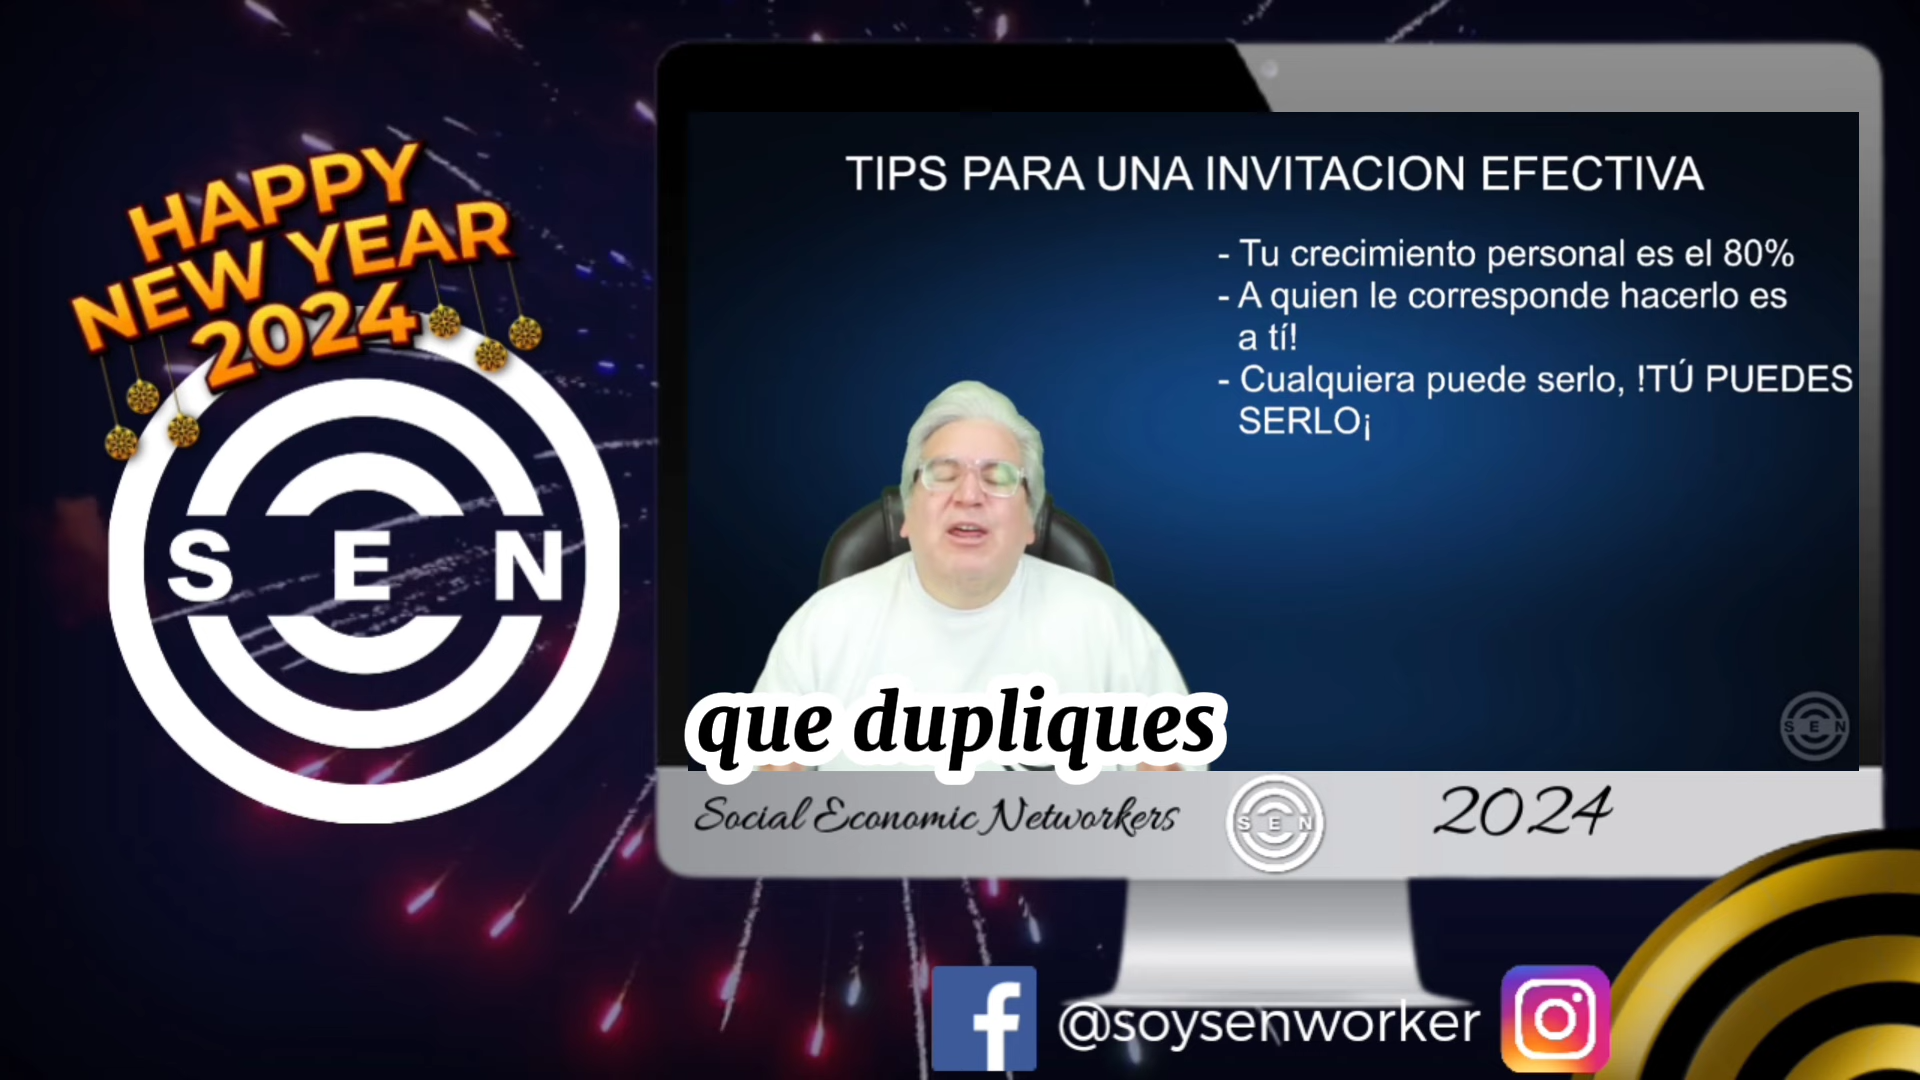 HAPPY
NEW YEAR
2024
S E N
TIPS PARA UNA INVITACION EFECTIVA
- Tu crecimiento personal es el 80%
- A quien le corresponde hacerlo es
a tí!
- Cualquiera puede serlo, !TÚ PUEDES
SERLO¡
S E N
que dupliques
Social Economic Networkers
S E N
2024
@soysenworker